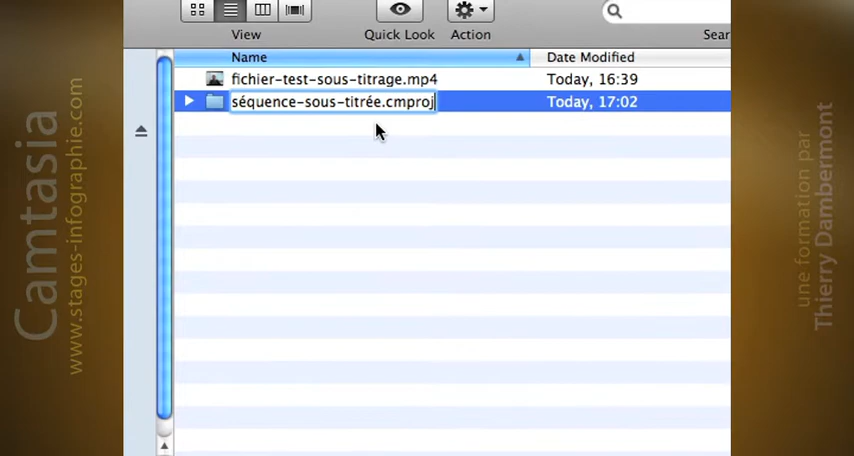 Camtasia
www.stages-infographie.com
View
Quick Look
Action
Sear
Name
Date Modified
fichier-test-sous-titrage.mp4
Today, 16:39
séquence-sous-titrée.cmproj
Today, 17:02
une formation par
Thierry Dambermont